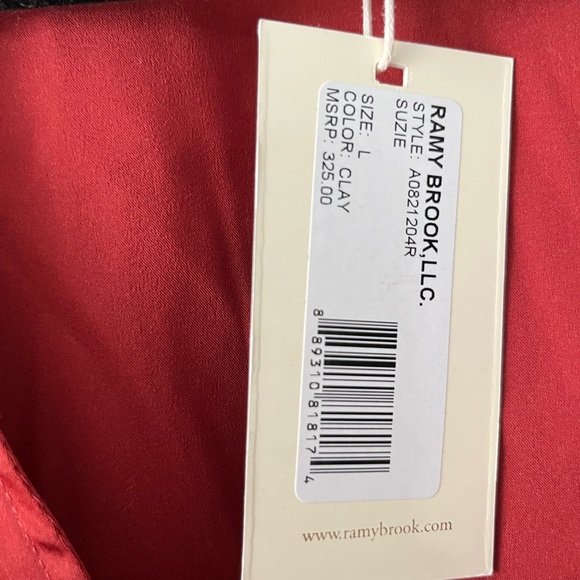 RAMY BROOK,LLC.
STYLE: A0821204R
SUZIE
SIZE: L
COLOR: CLAY
MSRP: 325.00
8 89310 81817 4
www.ramybrook.com